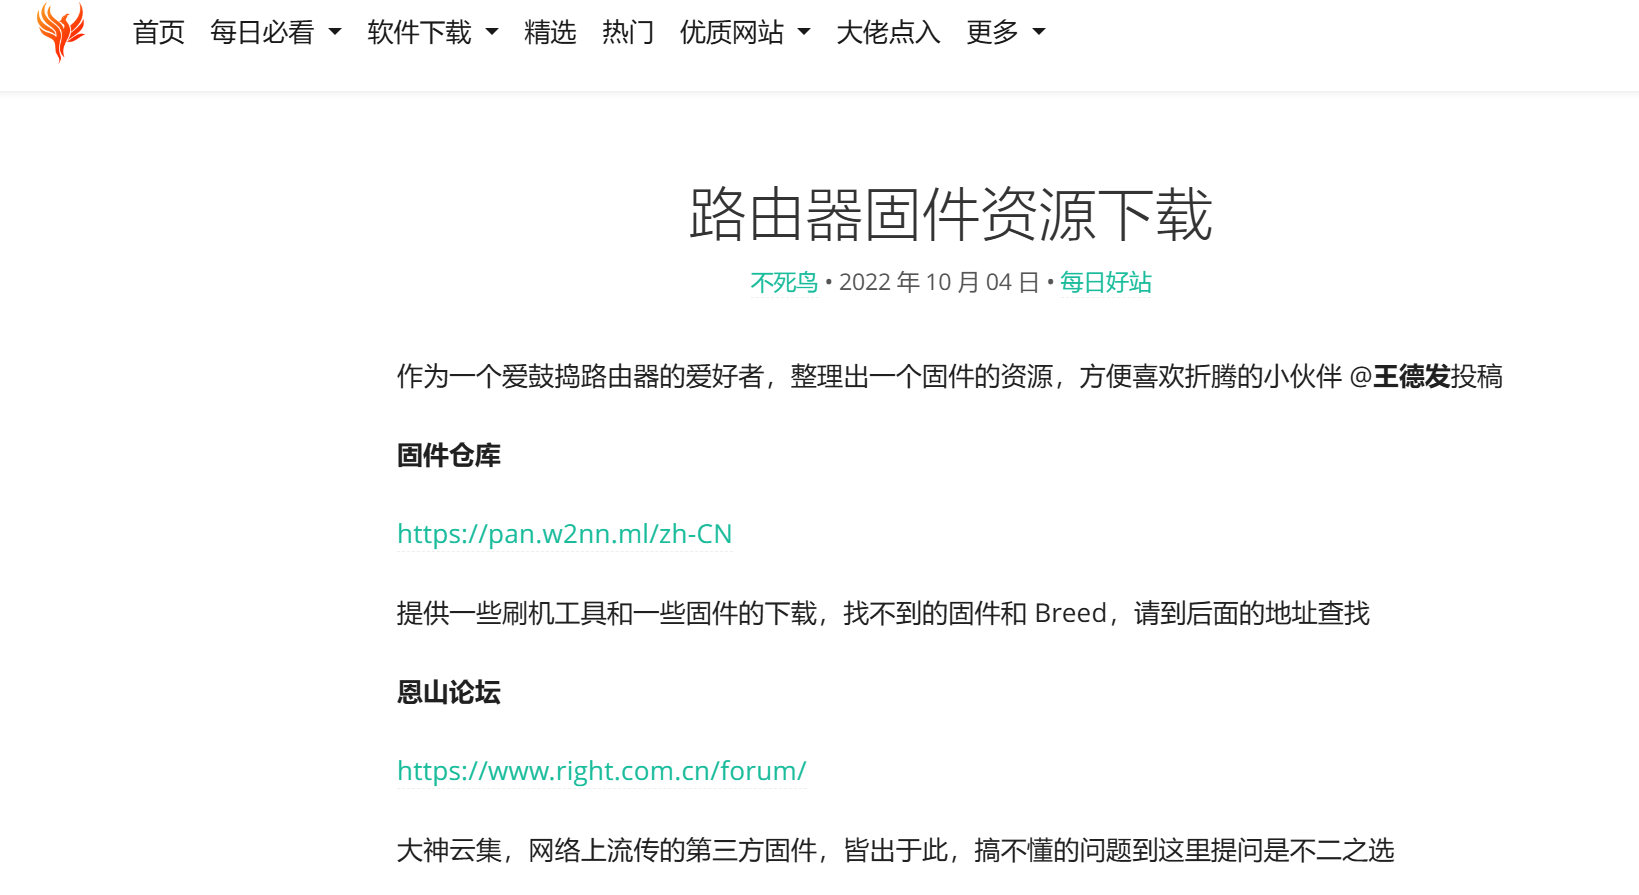 首页 每日必看 软件下载 精选 热门 优质网站 大佬点入 更多
路由器固件资源下载
不死鸟 • 2022 年 10 月 04 日 • 每日好站
作为一个爱鼓捣路由器的爱好者，整理出一个固件的资源，方便喜欢折腾的小伙伴 @王德发投稿
固件仓库
https://pan.w2nn.ml/zh-CN
提供一些刷机工具和一些固件的下载，找不到的固件和 Breed，请到后面的地址查找
恩山论坛
https://www.right.com.cn/forum/
大神云集，网络上流传的第三方固件，皆出于此，搞不懂的问题到这里提问是不二之选